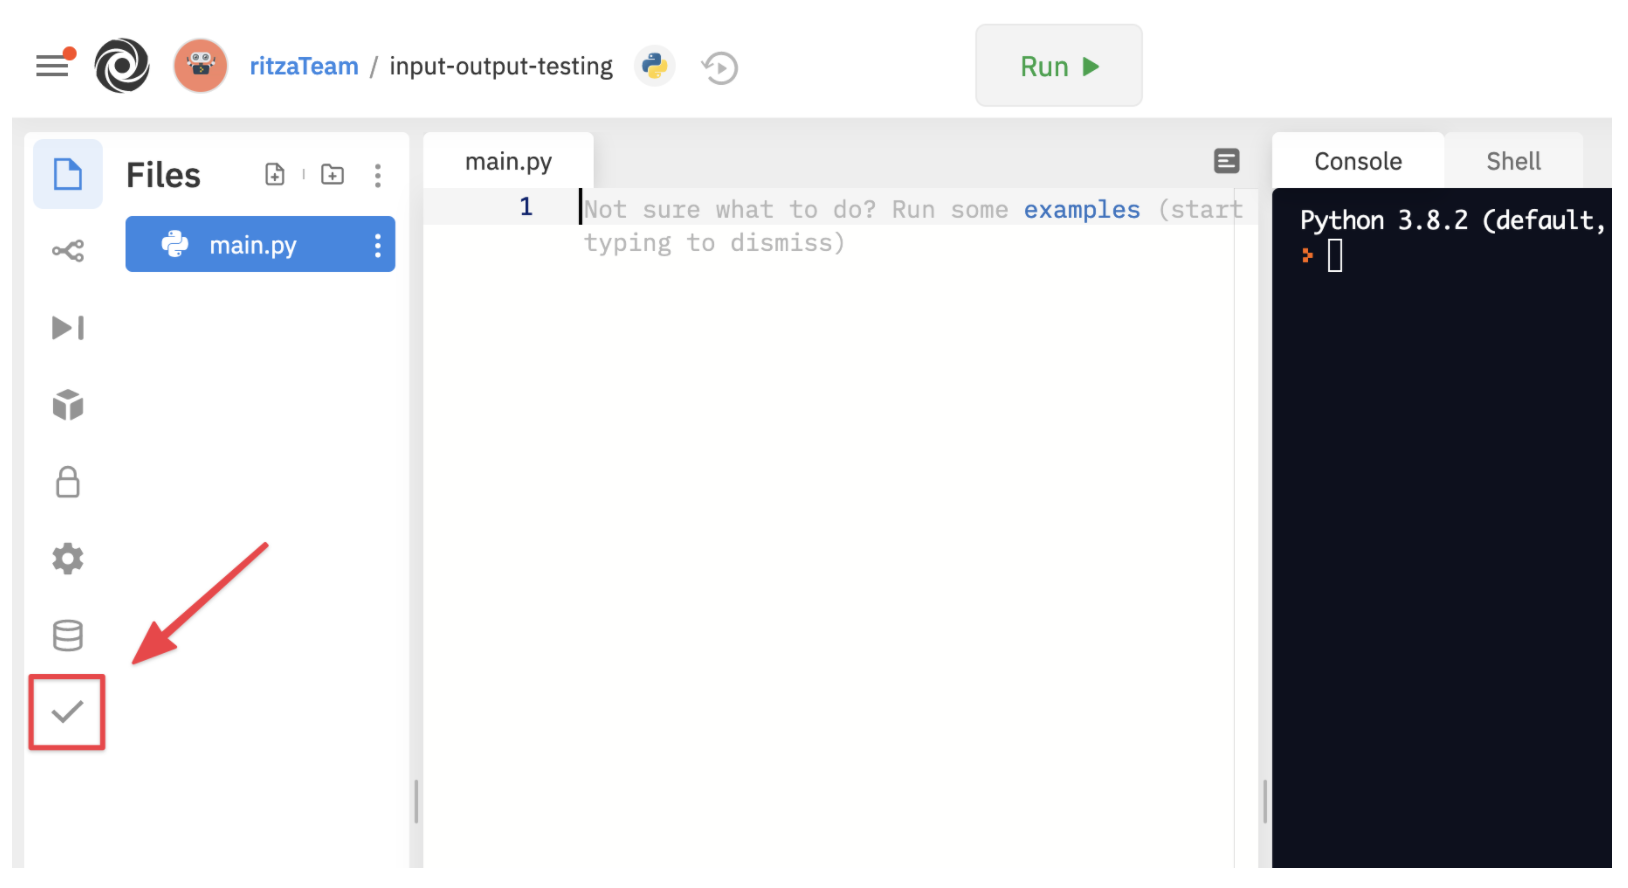 ritzaTeam / input-output-testing
Run
Files
main.py
main.py
1
Not sure what to do? Run some examples (start
typing to dismiss)
Console
Shell
Python 3.8.2 (default,